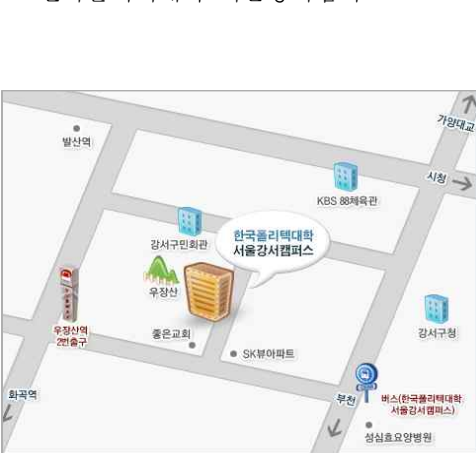 가양대교
발산역
시청
KBS 88체육관
강서구민회관
한국폴리텍대학
서울강서캠퍼스
우장산
우장산역
2번출구
좋은교회
SK뷰아파트
강서구청
화곡역
부천
버스(한국폴리텍대학
서울강서캠퍼스)
성심효요양병원